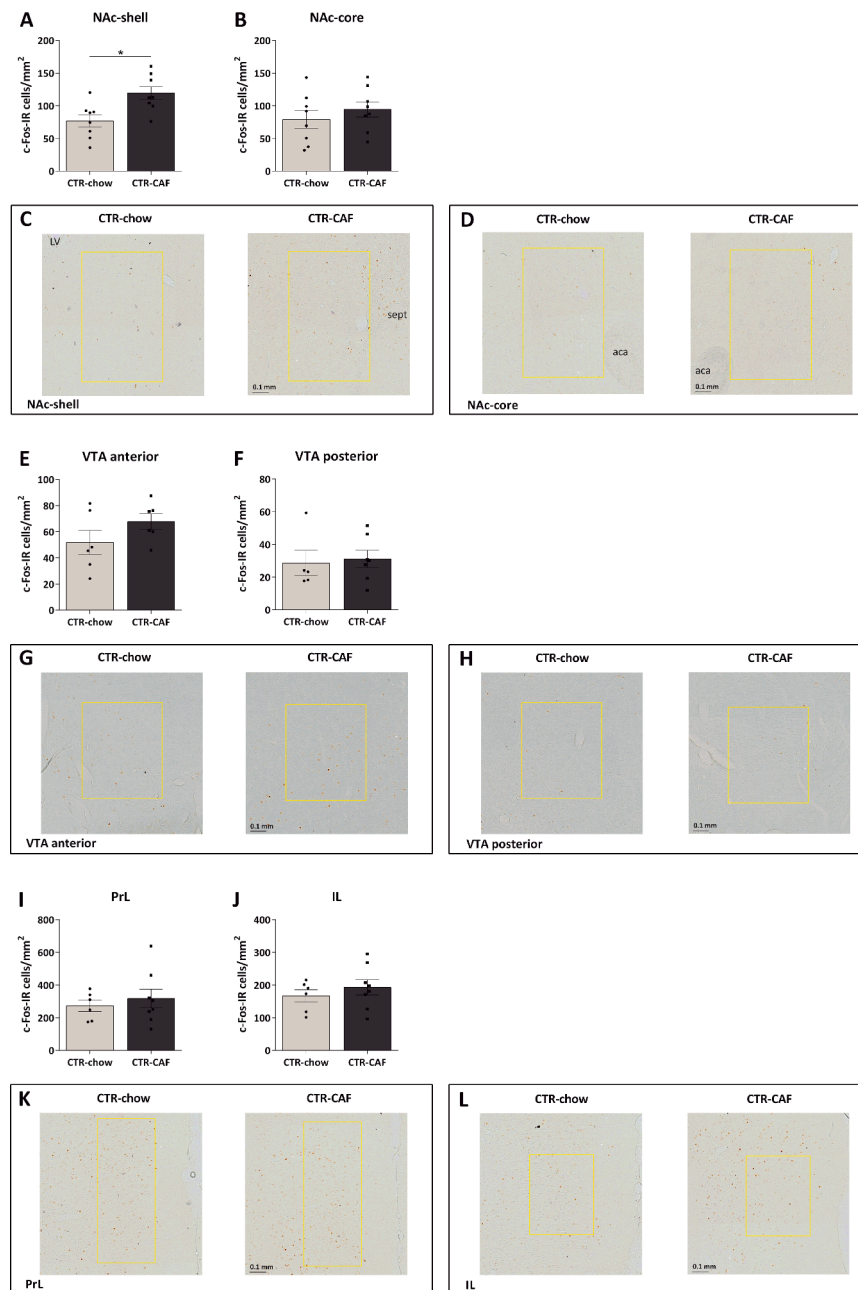 A NAc-shell
c-Fos-IR cells/mm²
200
150
100
50
0
*
CTR-chow CTR-CAF
B NAc-core
c-Fos-IR cells/mm²
200
150
100
50
0
CTR-chow CTR-CAF
C CTR-chow CTR-CAF
LV
sept
0.1 mm
NAc-shell
D CTR-chow CTR-CAF
aca
aca
0.1 mm
NAc-core
E VTA anterior
c-Fos-IR cells/mm²
100
80
60
40
20
0
CTR-chow CTR-CAF
F VTA posterior
c-Fos-IR cells/mm²
80
60
40
20
0
CTR-chow CTR-CAF
G CTR-chow CTR-CAF
0.1 mm
VTA anterior
H CTR-chow CTR-CAF
0.1 mm
VTA posterior
I PrL
c-Fos-IR cells/mm²
800
600
400
200
0
CTR-chow CTR-CAF
J IL
c-Fos-IR cells/mm²
400
300
200
100
0
CTR-chow CTR-CAF
K CTR-chow CTR-CAF
0.1 mm
PrL
L CTR-chow CTR-CAF
0.1 mm
IL